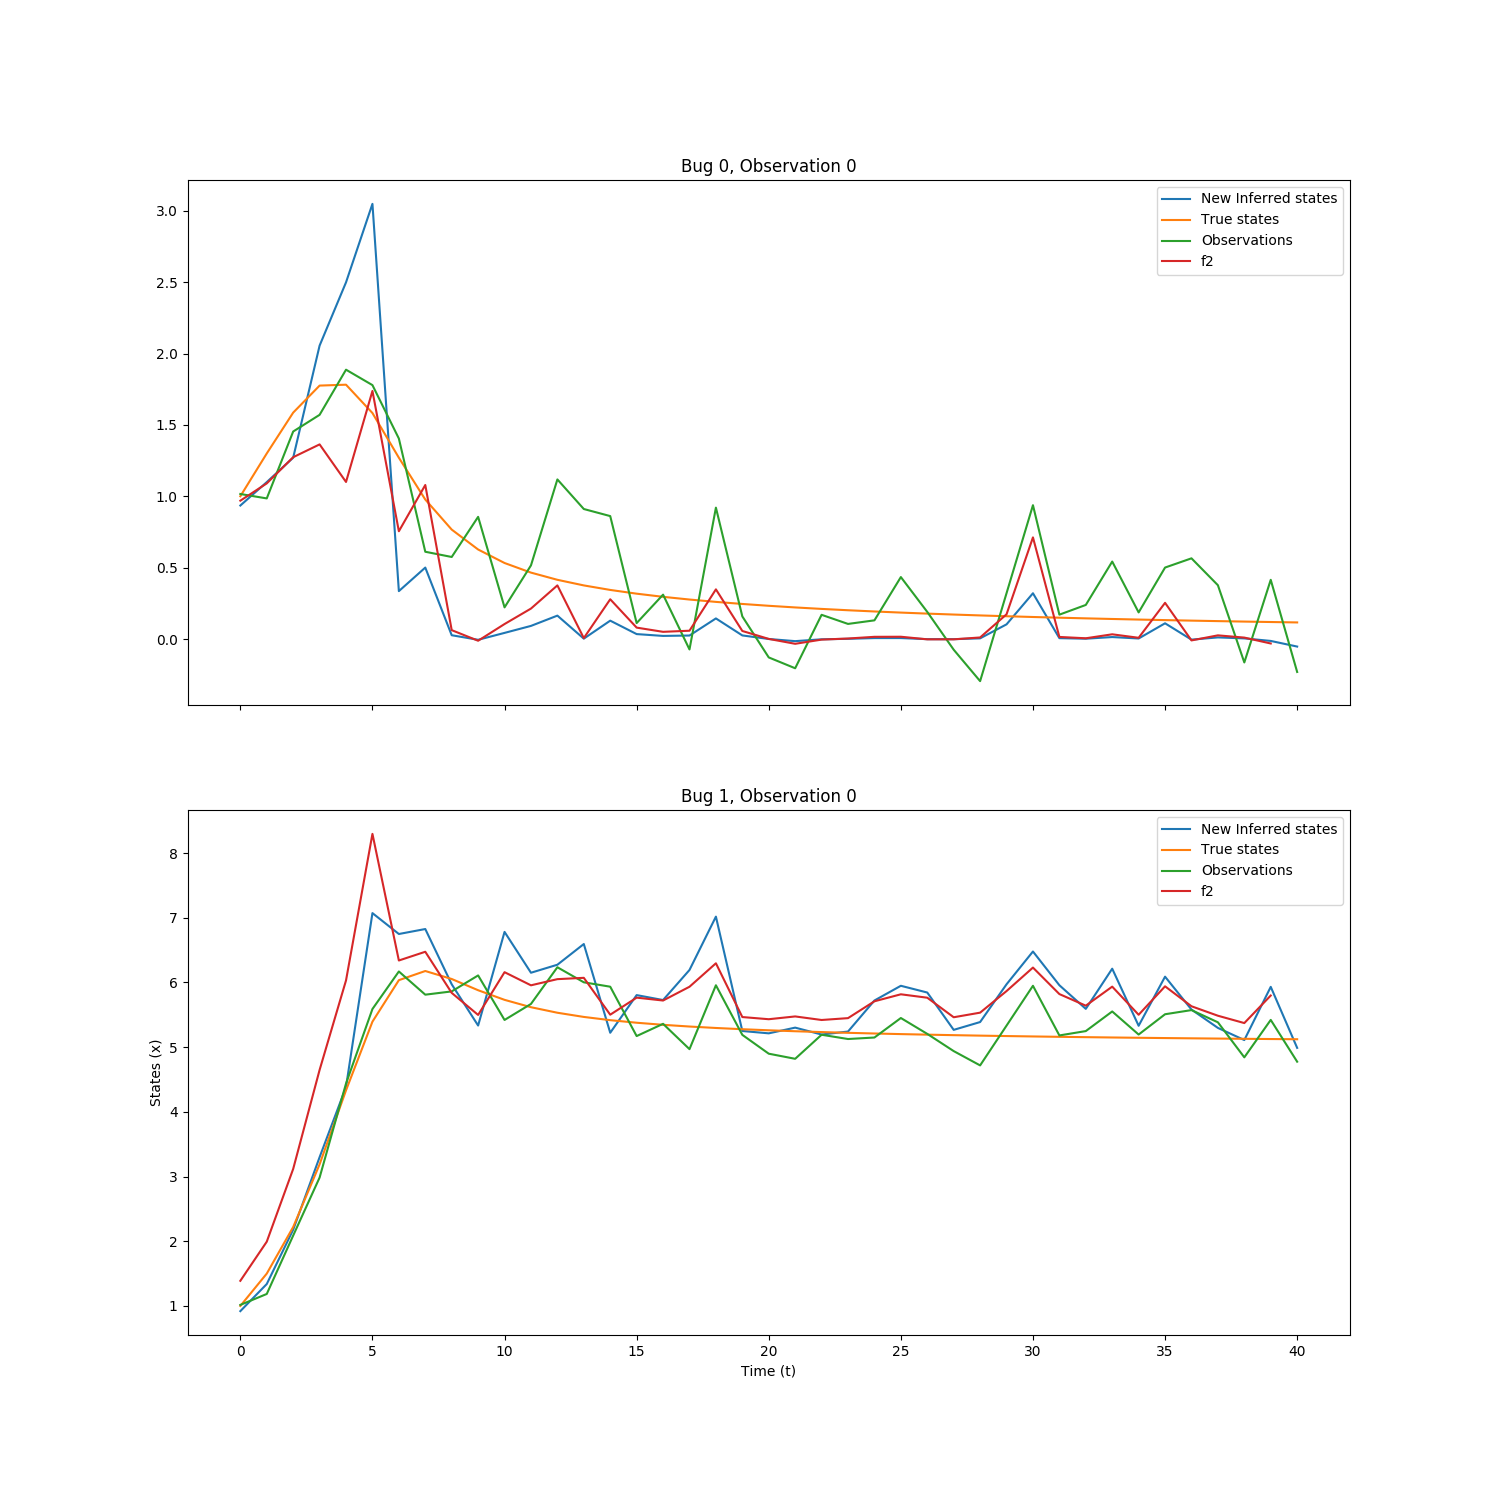 Bug 0, Observation 0
New Inferred states
True states
Observations
f2
3.0
2.5
2.0
1.5
1.0
0.5
0.0
Bug 1, Observation 0
New Inferred states
True states
Observations
f2
8
7
6
5
4
3
2
1
States (x)
0 5 10 15 20 25 30 35 40
Time (t)